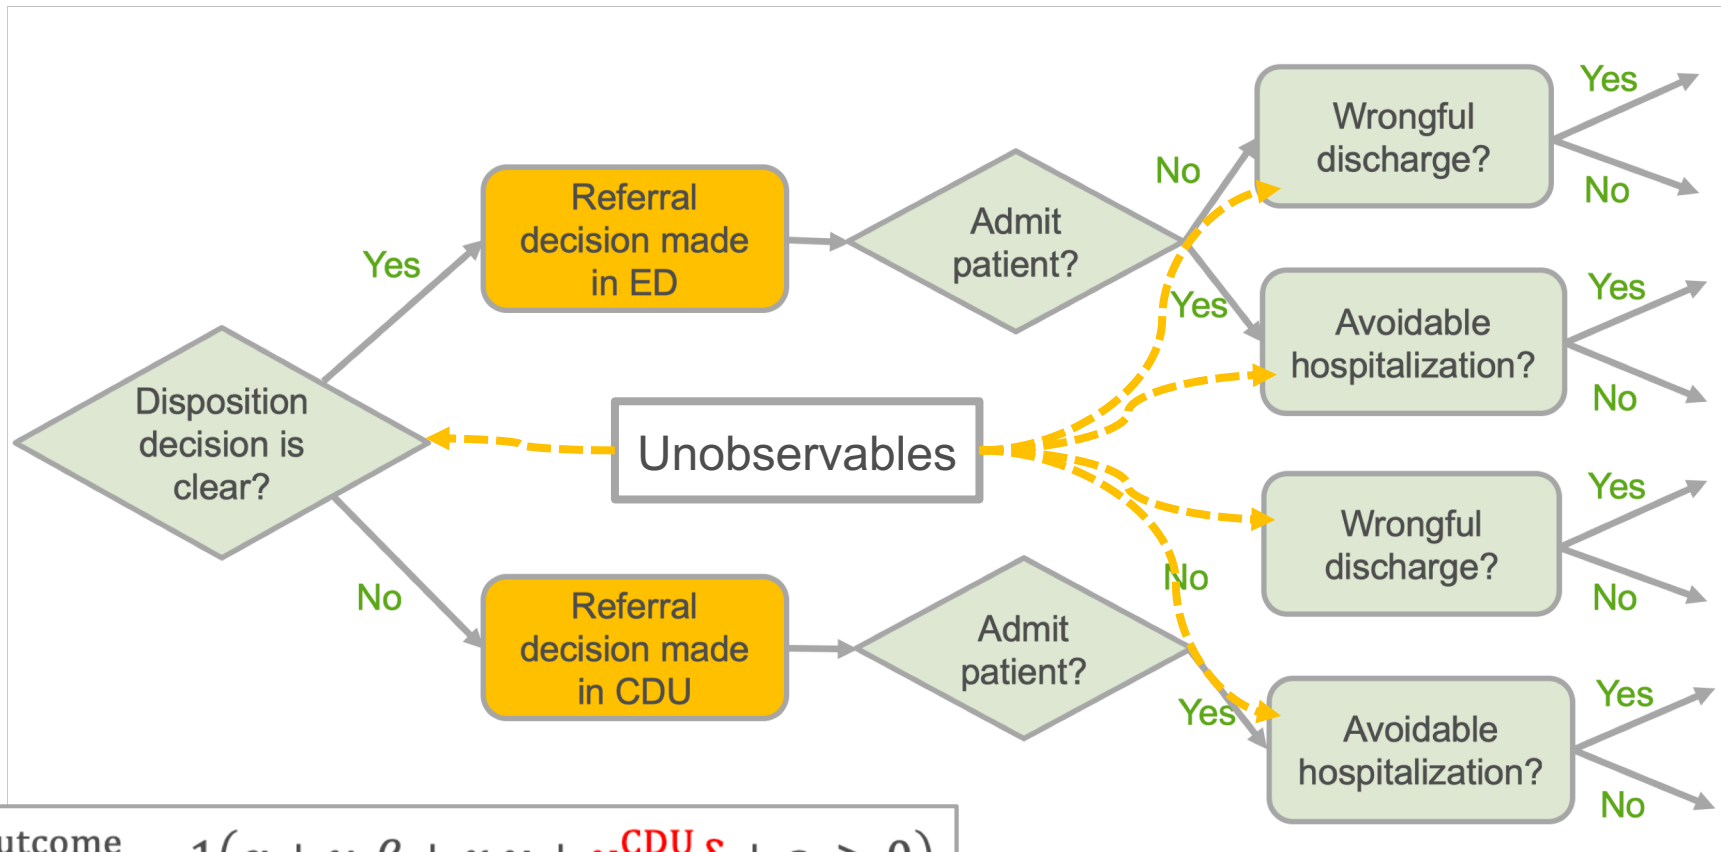 Disposition
decision is
clear?
Yes
No
Referral
decision made
in ED
Referral
decision made
in CDU
Unobservables
Admit
patient?
No
Yes
Admit
patient?
No
Yes
Wrongful
discharge?
Yes
No
Avoidable
hospitalization?
Yes
No
Wrongful
discharge?
Yes
No
Avoidable
hospitalization?
Yes
No
CDU